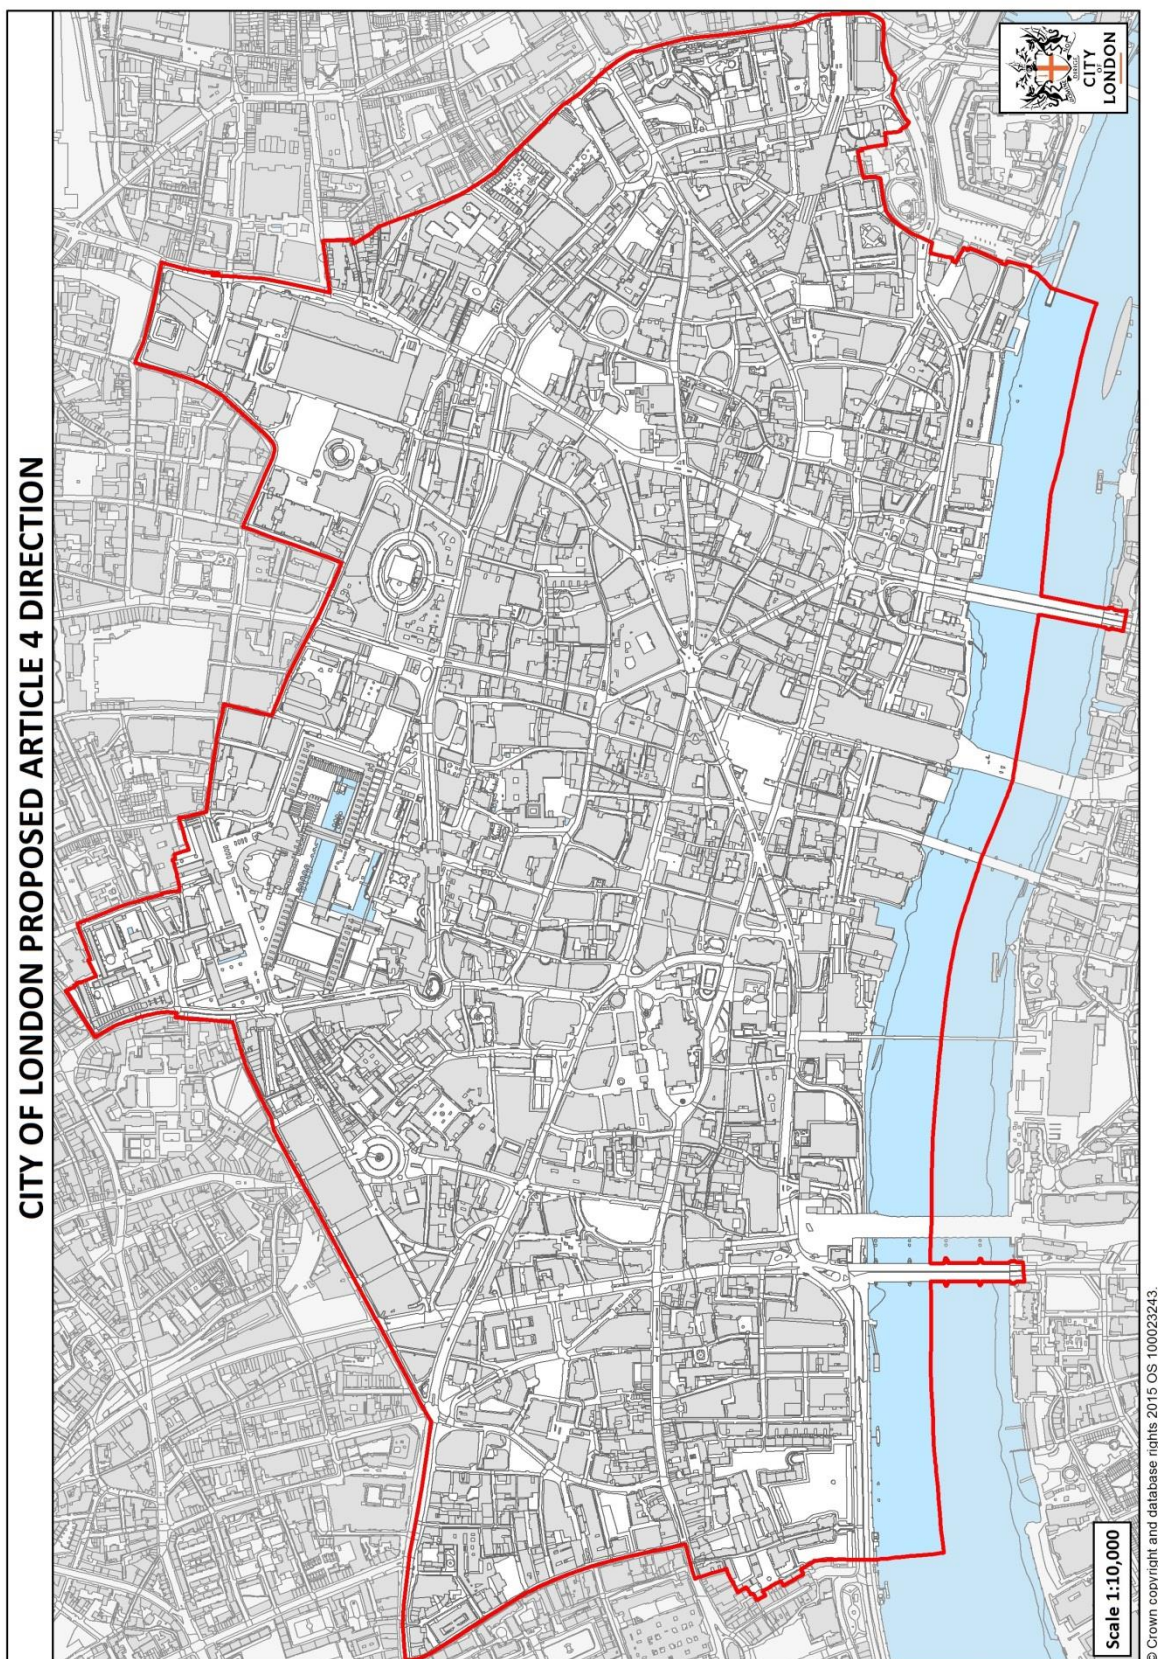 CITY OF LONDON PROPOSED ARTICLE 4 DIRECTION
CITY
OF
LONDON
Scale 1:10,000
© Crown copyright and database rights 2015 OS 100023243.